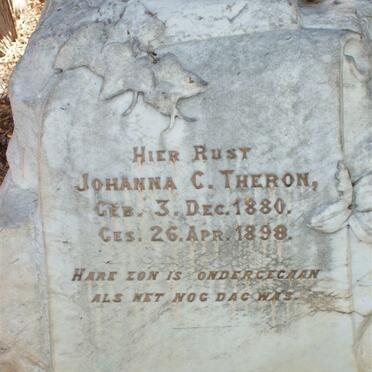 HIER RUST
JOHANNA C. THERON,
GEB. 3. DEC. 1880.
GES. 26. APR. 1898.
HARE ZON IS ONDERGEGAAN
ALS HET NOG DAG WAS.